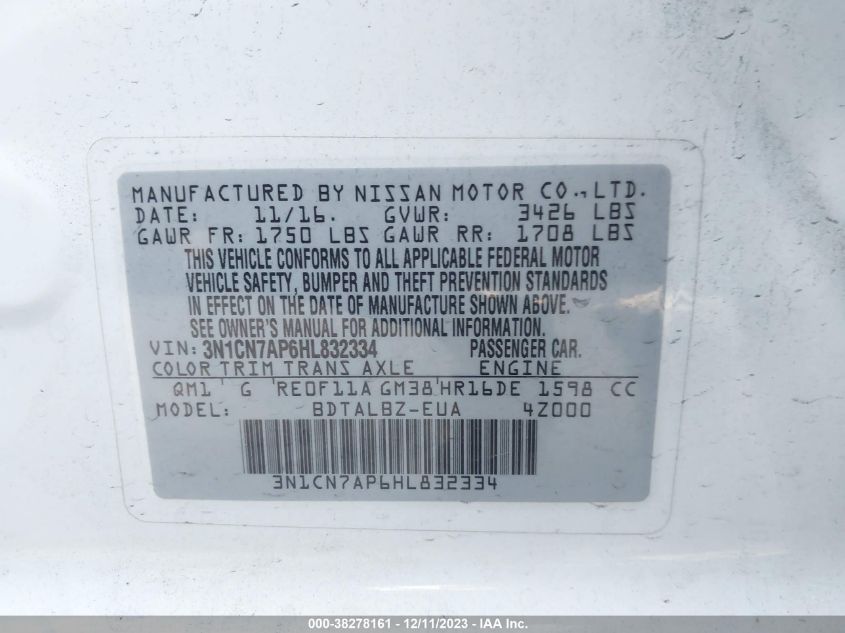 MANUFACTURED BY NISSAN MOTOR CO., LTD.
DATE: 11/16. GVWR: 3426 LBS
GAWR FR: 1750 LBS GAWR RR: 1708 LBS
THIS VEHICLE CONFORMS TO ALL APPLICABLE FEDERAL MOTOR
VEHICLE SAFETY, BUMPER AND THEFT PREVENTION STANDARDS
IN EFFECT ON THE DATE OF MANUFACTURE SHOWN ABOVE.
SEE OWNER'S MANUAL FOR ADDITIONAL INFORMATION.
VIN: 3N1CN7AP6HL832334 PASSENGER CAR.
COLOR TRIM TRANS AXLE ENGINE
QM1 G RE0F11A GM38 HR16DE 1598 CC
MODEL: BDTALBZ-EUA 4Z000
3N1CN7AP6HL832334
000-38278161 - 12/11/2023 - IAA Inc.